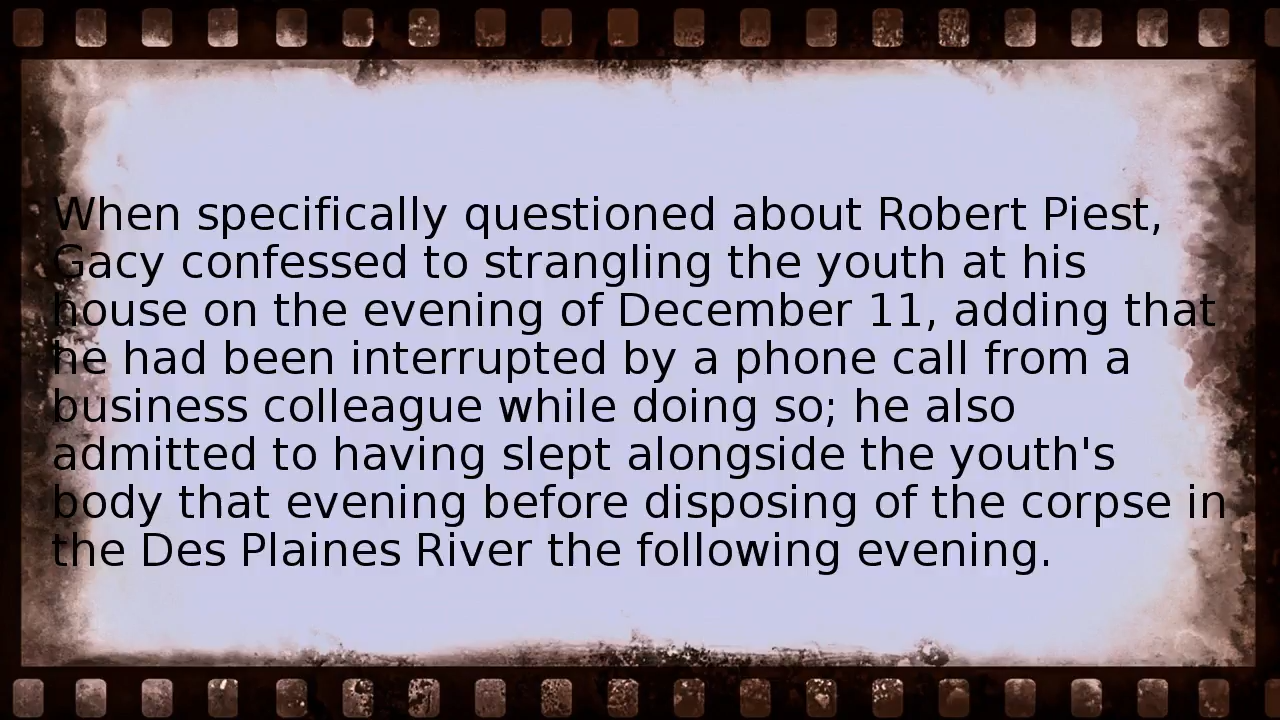 When specifically questioned about Robert Piest,
Gacy confessed to strangling the youth at his
house on the evening of December 11, adding that
he had been interrupted by a phone call from a
business colleague while doing so; he also
admitted to having slept alongside the youth's
body that evening before disposing of the corpse in
the Des Plaines River the following evening.